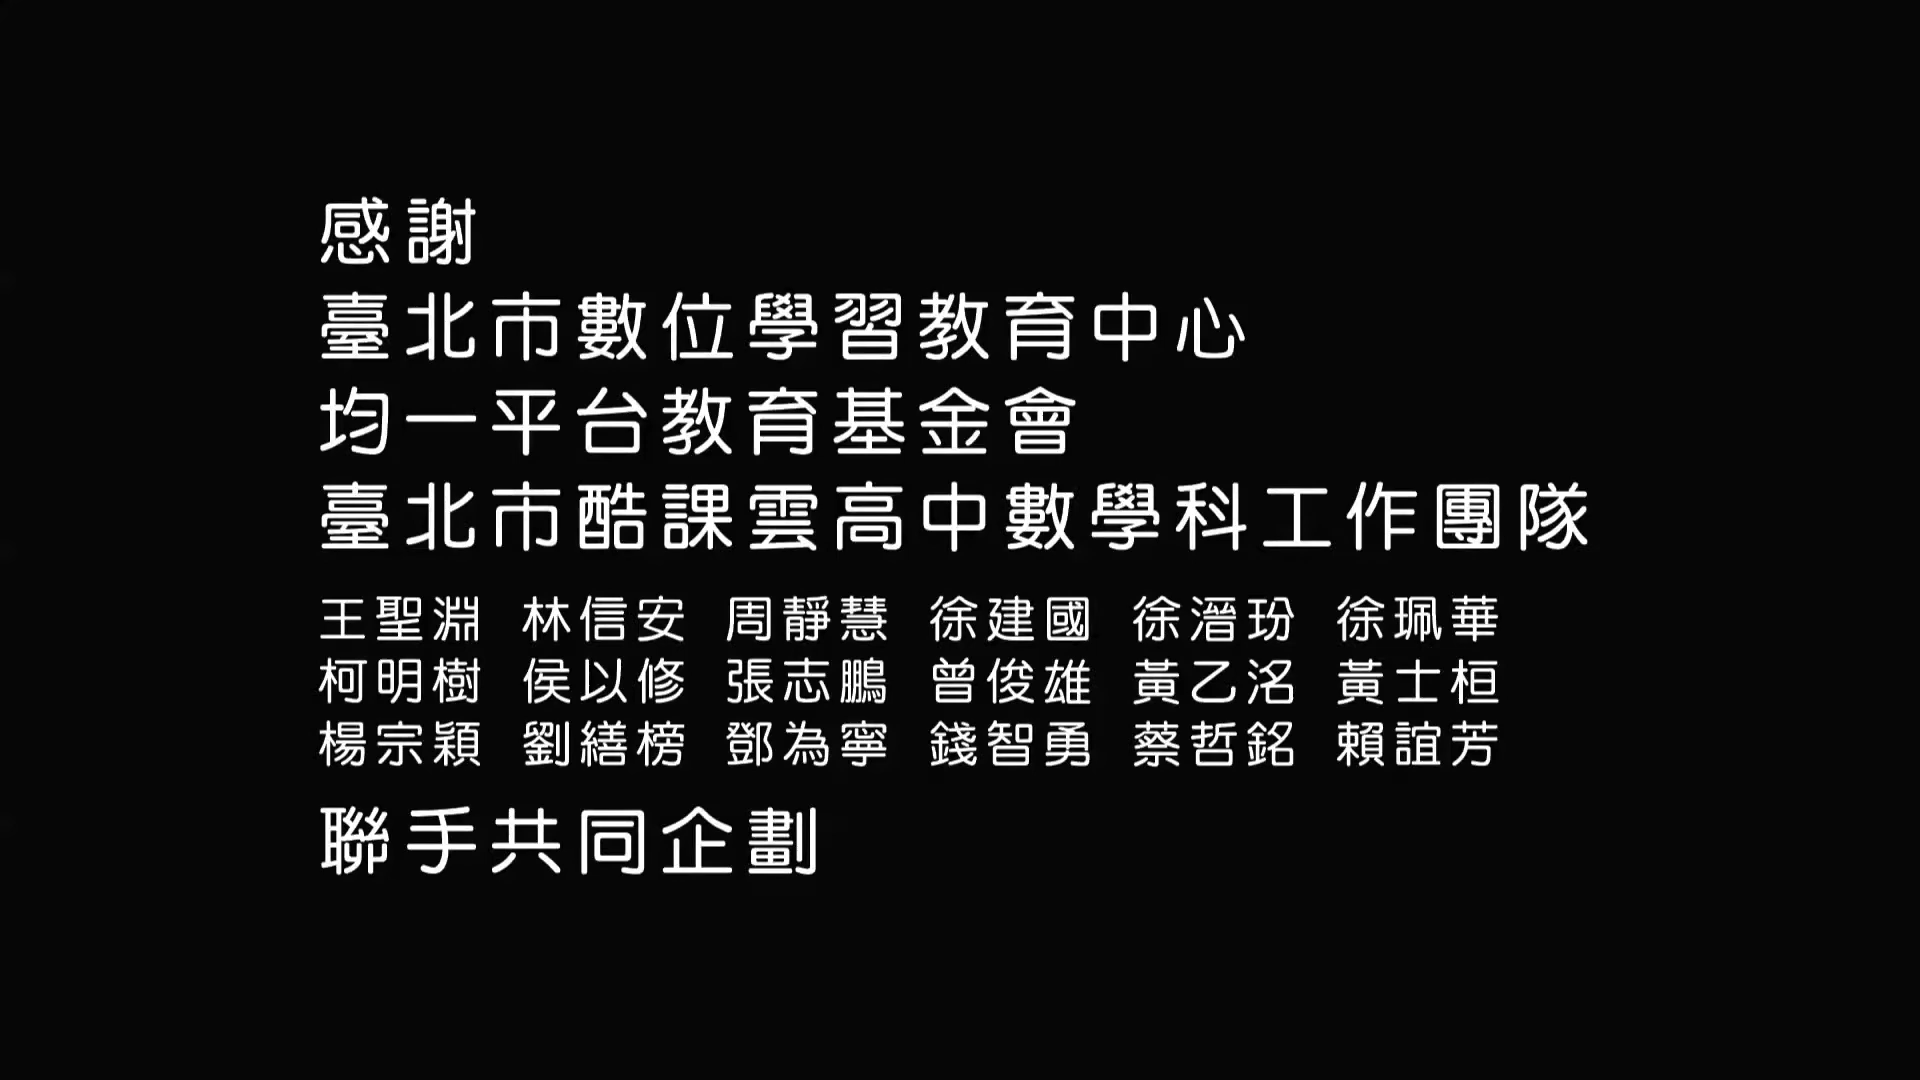 感謝
臺北市數位學習教育中心
均一平台教育基金會
臺北市酷課雲高中數學科工作團隊
王聖淵 林信安 周靜慧 徐建國 徐溍玢 徐珮華
柯明樹 侯以修 張志鵬 曾俊雄 黃乙洺 黃士桓
楊宗穎 劉繕榜 鄧為寧 錢智勇 蔡哲銘 賴誼芳
聯手共同企劃